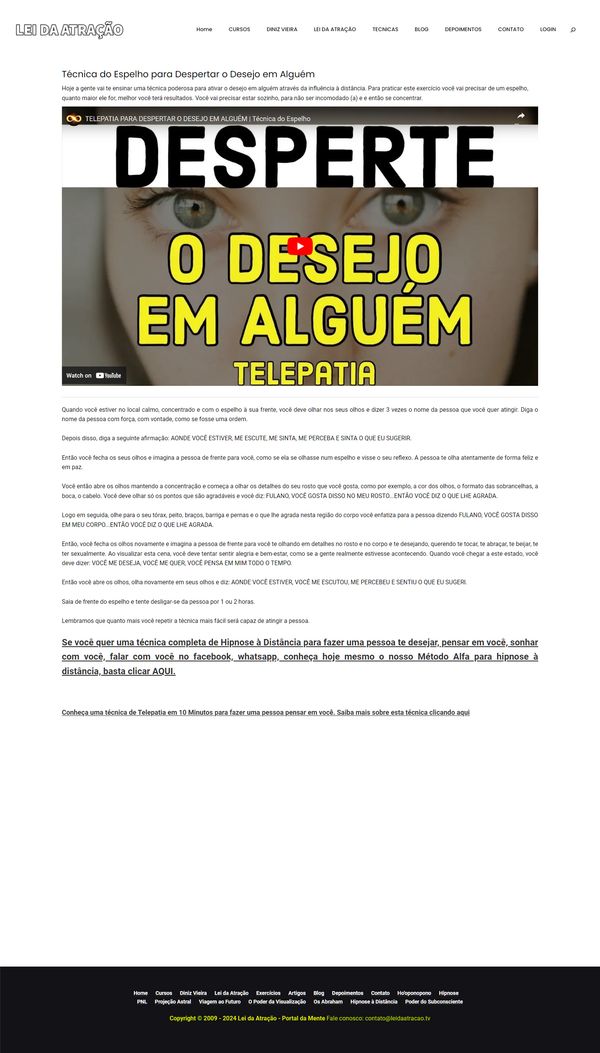 LEI DA ATRAÇÃO
Home CURSOS DINIZ VIEIRA LEI DA ATRAÇÃO TECNICAS BLOG DEPOIMENTOS CONTATO LOGIN
Técnica do Espelho para Despertar o Desejo em Alguém
Hoje a gente vai te ensinar uma técnica poderosa para ativar o desejo em alguém através da influência à distância. Para praticar este exercício você vai precisar de um espelho,
quanto maior ele for, melhor você terá resultados. Você vai precisar estar sozinho, para não ser incomodado (a) e e então se concentrar.
TELEPATIA PARA DESPERTAR O DESEJO EM ALGUÉM | Técnica do Espelho
DESPERTE
O DESEJO
EM ALGUÉM
TELEPATIA
Watch on YouTube
Quando você estiver no local calmo, concentrado e com o espelho à sua frente, você deve olhar nos seus olhos e dizer 3 vezes o nome da pessoa que você quer atingir. Diga o
nome da pessoa com força, com vontade, como se fosse uma ordem.
Depois disso, diga a seguinte afirmação: AONDE VOCÊ ESTIVER, ME ESCUTE, ME SINTA, ME PERCEBA E SINTA O QUE EU SUGERIR.
Então você fecha os seus olhos e imagina a pessoa de frente para você, como se ela se olhasse num espelho e visse o seu reflexo. A pessoa te olha atentamente de forma feliz e
em paz.
Você então abre os olhos mantendo a concentração e começa a olhar os detalhes do seu rosto que você gosta, como por exemplo, a cor dos olhos, o formato das sobrancelhas, a
boca, o cabelo. Você deve olhar só os pontos que são agradáveis e você diz: FULANO, VOCÊ GOSTA DISSO NO MEU ROSTO...ENTÃO VOCÊ DIZ O QUE LHE AGRADA.
Logo em seguida, olhe para o seu tórax, peito, braços, barriga e pernas e o que lhe agrada nesta região do corpo você enfatiza para a pessoa dizendo FULANO, VOCÊ GOSTA DISSO
EM MEU CORPO...ENTÃO VOCÊ DIZ O QUE LHE AGRADA.
Então, você fecha os olhos novamente e imagina a pessoa de frente para você te olhando em detalhes no rosto e no corpo e te desejando, querendo te tocar, te abraçar, te beijar, te
ter sexualmente. Ao visualizar esta cena, você deve tentar sentir alegria e bem-estar, como se a gente realmente estivesse acontecendo. Quando você chegar a este estado, você
deve dizer: VOCÊ ME DESEJA, VOCÊ ME QUER, VOCÊ PENSA EM MIM TODO O TEMPO.
Então você abre os olhos, olha novamente em seus olhos e diz: AONDE VOCÊ ESTIVER, VOCÊ ME ESCUTOU, ME PERCEBEU E SENTIU O QUE EU SUGERI.
Saia de frente do espelho e tente desligar-se da pessoa por 1 ou 2 horas.
Lembramos que quanto mais você repetir a técnica mais fácil será capaz de atingir a pessoa.
Se você quer uma técnica completa de Hipnose à Distância para fazer uma pessoa te desejar, pensar em você, sonhar
com você, falar com você no facebook, whatsapp, conheça hoje mesmo o nosso Método Alfa para hipnose à
distância, basta clicar AQUI.
Conheça uma técnica de Telepatia em 10 Minutos para fazer uma pessoa pensar em você. Saiba mais sobre esta técnica clicando aqui
Home Cursos Diniz Vieira Lei da Atração Exercícios Artigos Blog Depoimentos Contato Ho'oponopono Hipnose
PNL Projeção Astral Viagem ao Futuro O Poder da Visualização Os Abraham Hipnose à Distância Poder do Subconsciente
Copyright © 2009 - 2024 Lei da Atração - Portal da Mente Fale conosco: contato@leidaatracao.tv